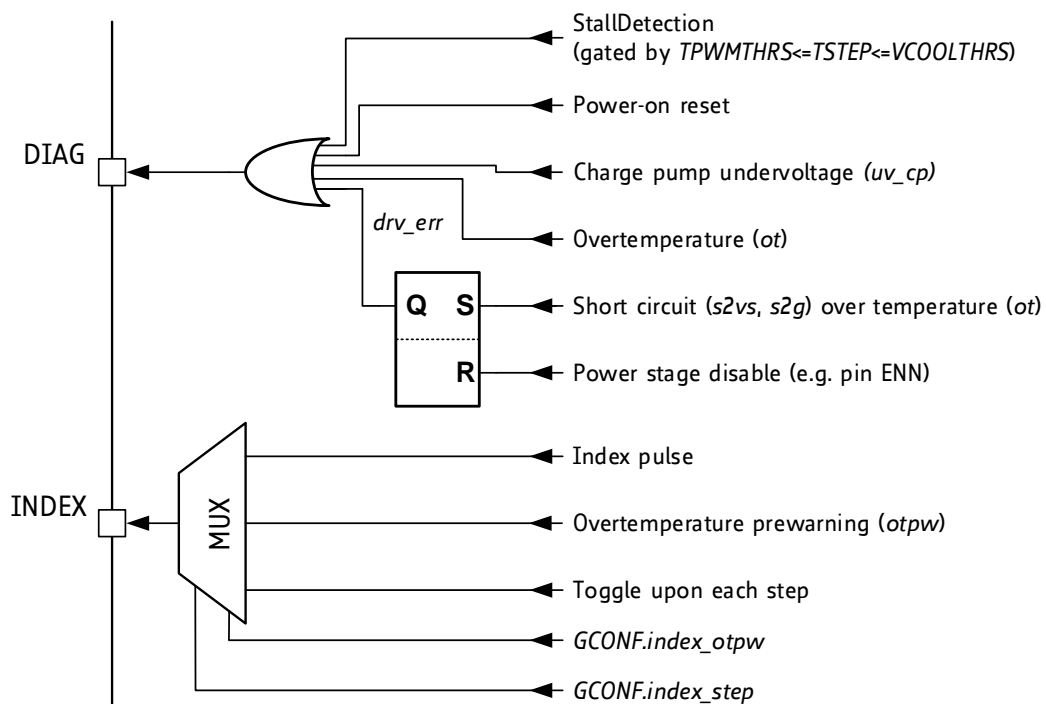 StallDetection
(gated by TPWMTHRS<=TSTEP<=VCOOLTHRS)
Power-on reset
DIAG
Charge pump undervoltage (uv_cp)
drv_err
Overtemperature (ot)
Q S
Short circuit (s2vs, s2g) over temperature (ot)
R
Power stage disable (e.g. pin ENN)
Index pulse
INDEX
MUX
Overtemperature prewarning (otpw)
Toggle upon each step
GCONF.index_otpw
GCONF.index_step